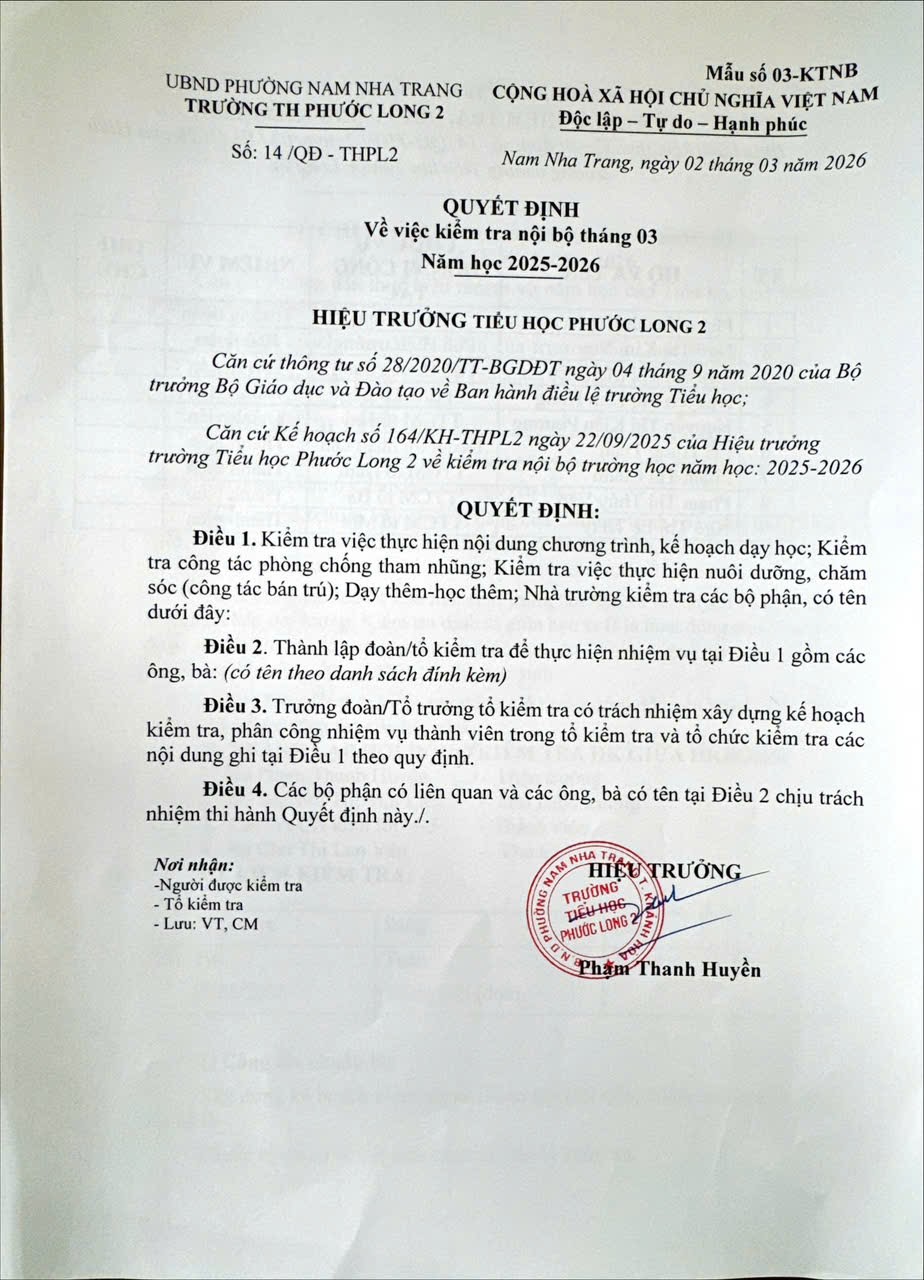 Mẫu số 03-KTNB
UBND PHƯỜNG NAM NHA TRANG
TRƯỜNG TH PHƯỚC LONG 2
CỘNG HOÀ XÃ HỘI CHỦ NGHĨA VIỆT NAM
Độc lập – Tự do – Hạnh phúc
Số: 14 /QĐ - THPL2
Nam Nha Trang, ngày 02 tháng 03 năm 2026
QUYẾT ĐỊNH
Về việc kiểm tra nội bộ tháng 03
Năm học 2025-2026
HIỆU TRƯỞNG TIỂU HỌC PHƯỚC LONG 2
Căn cứ thông tư số 28/2020/TT-BGDĐT ngày 04 tháng 9 năm 2020 của Bộ
trưởng Bộ Giáo dục và Đào tạo về Ban hành điều lệ trường Tiểu học;
Căn cứ Kế hoạch số 164/KH-THPL2 ngày 22/09/2025 của Hiệu trưởng
trường Tiểu học Phước Long 2 về kiểm tra nội bộ trường học năm học: 2025-2026
QUYẾT ĐỊNH:
Điều 1. Kiểm tra việc thực hiện nội dung chương trình, kế hoạch dạy học; Kiểm
tra công tác phòng chống tham nhũng; Kiểm tra việc thực hiện nuôi dưỡng, chăm
sóc (công tác bán trú); Dạy thêm-học thêm; Nhà trường kiểm tra các bộ phận, có tên
dưới đây:
Điều 2. Thành lập đoàn/tổ kiểm tra để thực hiện nhiệm vụ tại Điều 1 gồm các
ông, bà: (có tên theo danh sách đính kèm)
Điều 3. Trưởng đoàn/Tổ trưởng tổ kiểm tra có trách nhiệm xây dựng kế hoạch
kiểm tra, phân công nhiệm vụ thành viên trong tổ kiểm tra và tổ chức kiểm tra các
nội dung ghi tại Điều 1 theo quy định.
Điều 4. Các bộ phận có liên quan và các ông, bà có tên tại Điều 2 chịu trách
nhiệm thi hành Quyết định này./.
Nơi nhận:
-Người được kiểm tra
- Tổ kiểm tra
- Lưu: VT, CM
HIỆU TRƯỞNG
U.B.N.D PHƯỜNG NAM NHA TRANG T. KHÁNH HÒA
TRƯỜNG
TIỂU HỌC
PHƯỚC LONG 2
Phạm Thanh Huyền